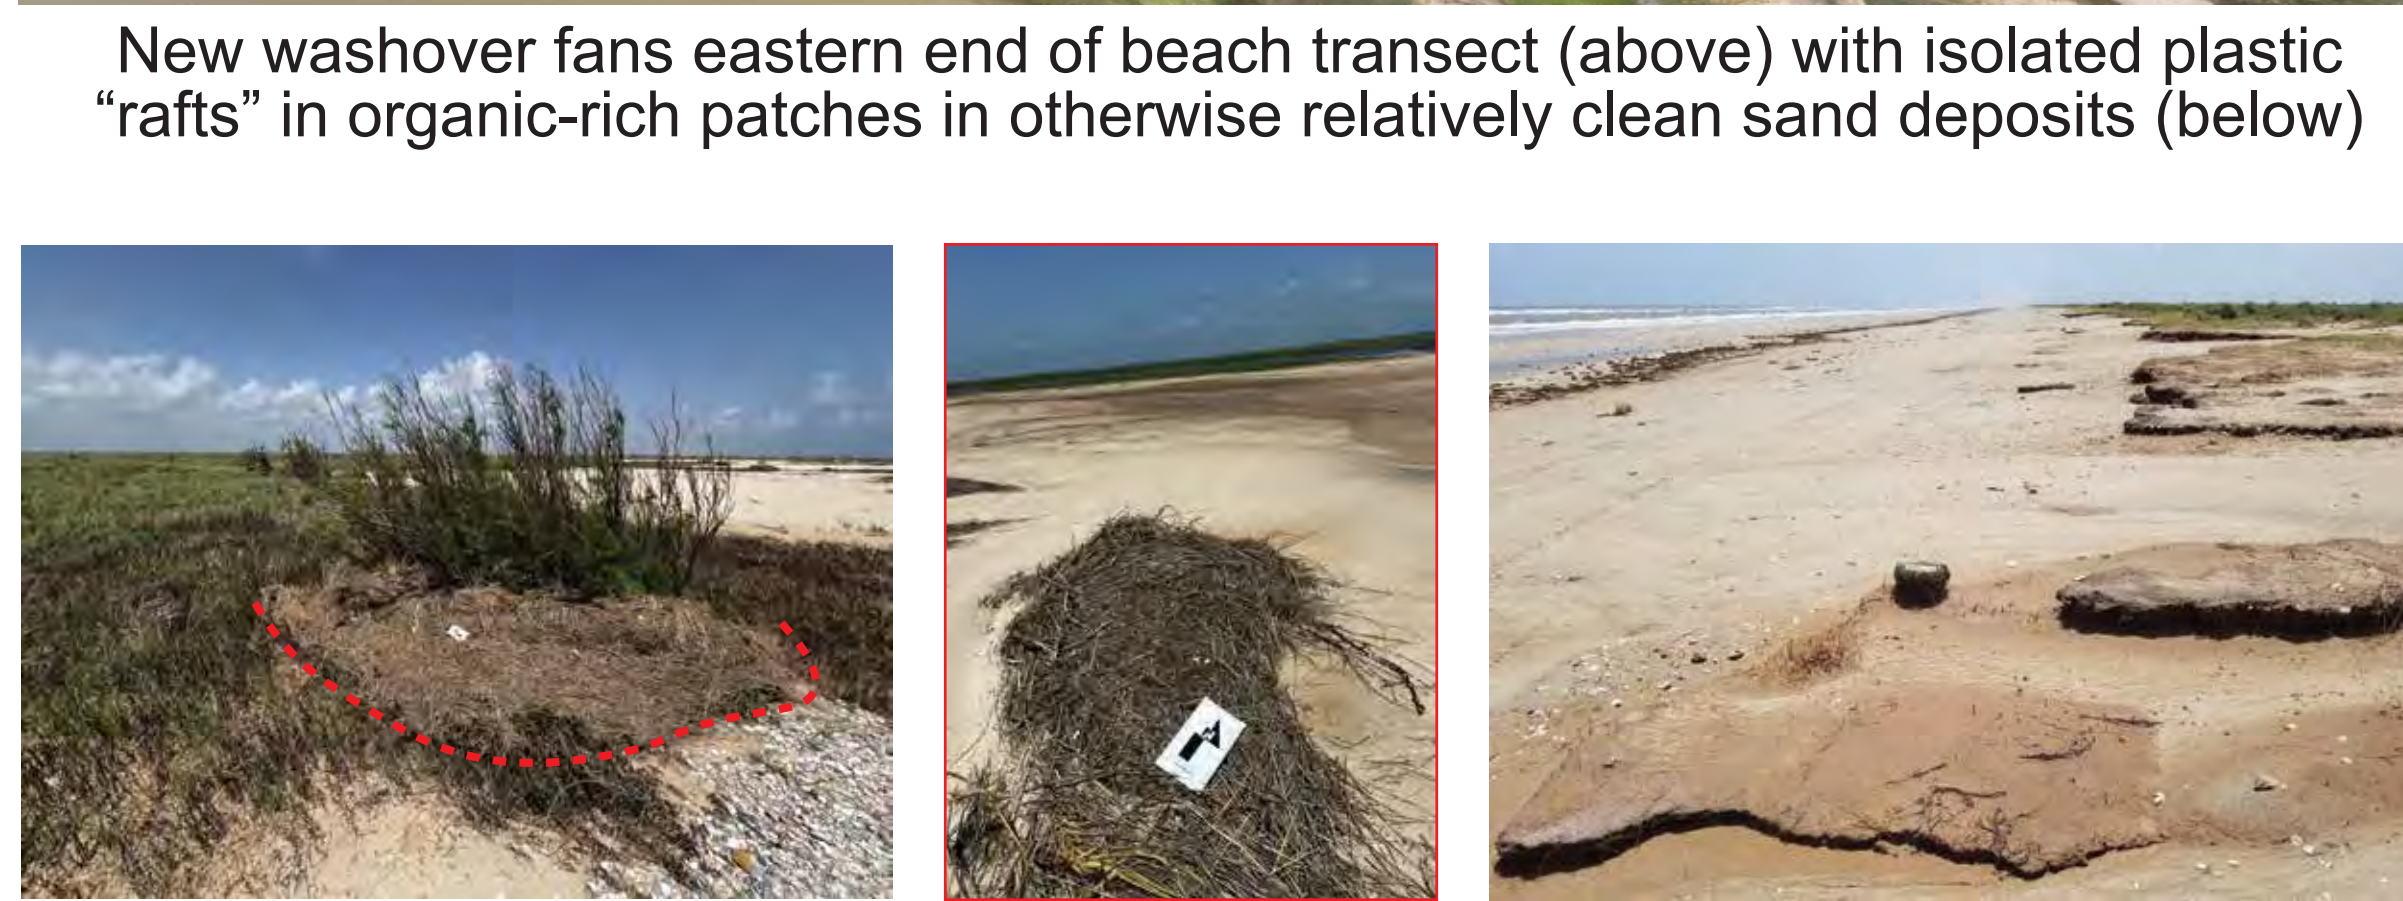 New washover fans eastern end of beach transect (above) with isolated plastic
“rafts” in organic-rich patches in otherwise relatively clean sand deposits (below)